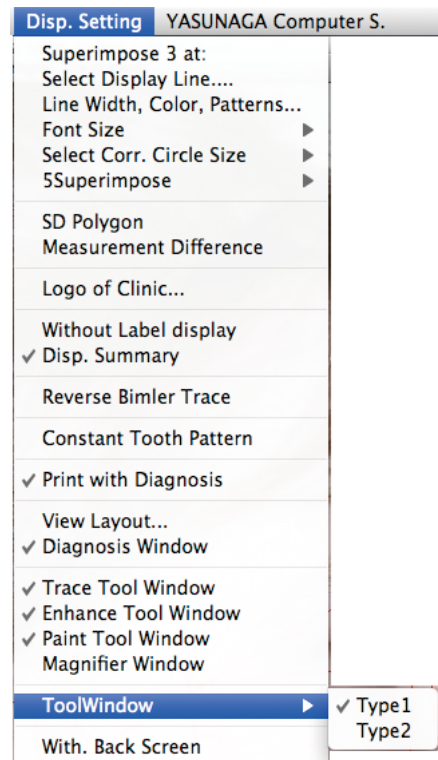 Disp. Setting YASUNAGA Computer S.
Superimpose 3 at:
Select Display Line....
Line Width, Color, Patterns...
Font Size
Select Corr. Circle Size
5Superimpose
SD Polygon
Measurement Difference
Logo of Clinic...
Without Label display
✓ Disp. Summary
Reverse Bimler Trace
Constant Tooth Pattern
✓ Print with Diagnosis
View Layout...
✓ Diagnosis Window
✓ Trace Tool Window
✓ Enhance Tool Window
✓ Paint Tool Window
Magnifier Window
ToolWindow
✓ Type1
Type2
With. Back Screen